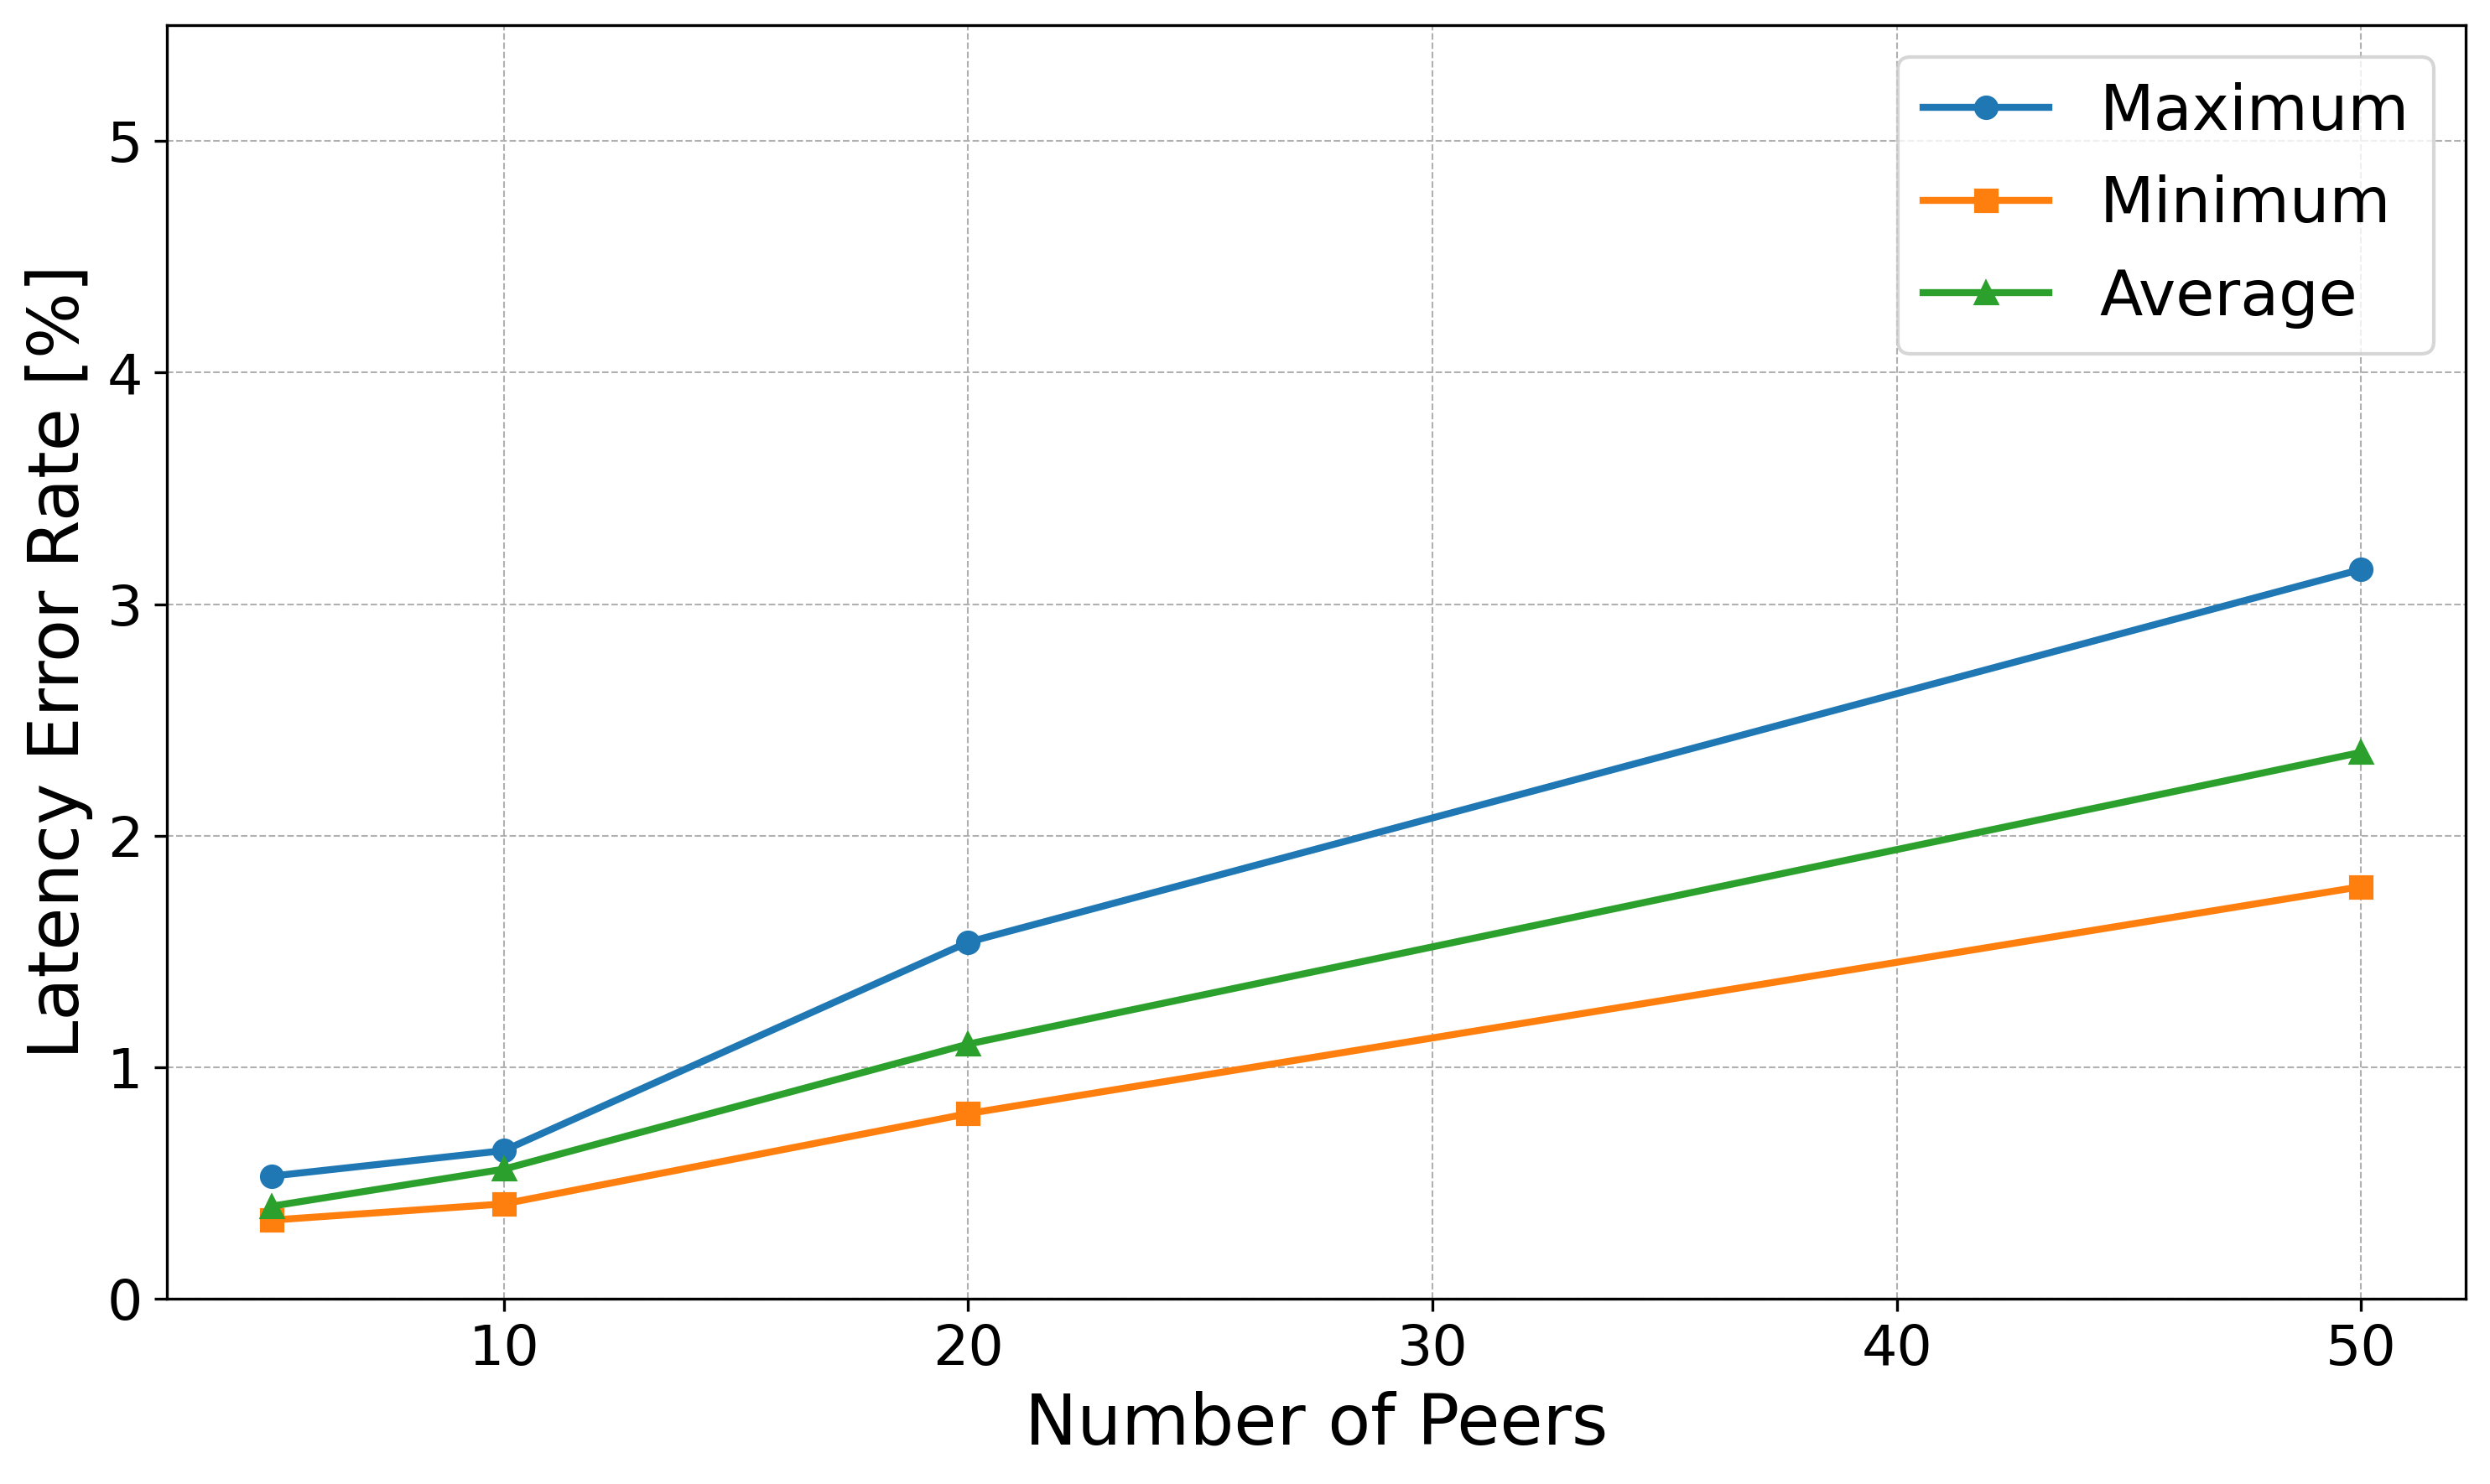 Maximum
Minimum
Average
Latency Error Rate [%]
5
4
3
2
1
0
10 20 30 40 50
Number of Peers